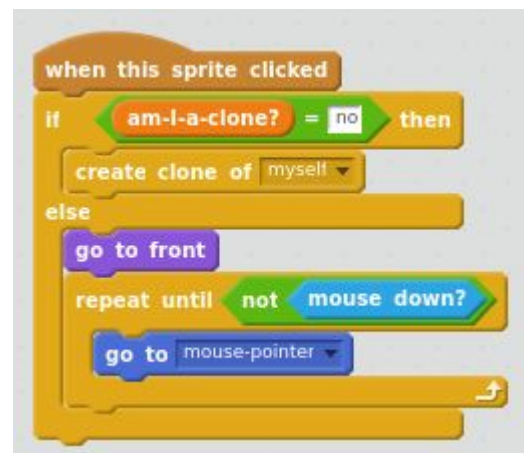 when this sprite clicked
if am-I-a-clone? = no then
create clone of myself
else
go to front
repeat until not mouse down?
go to mouse-pointer